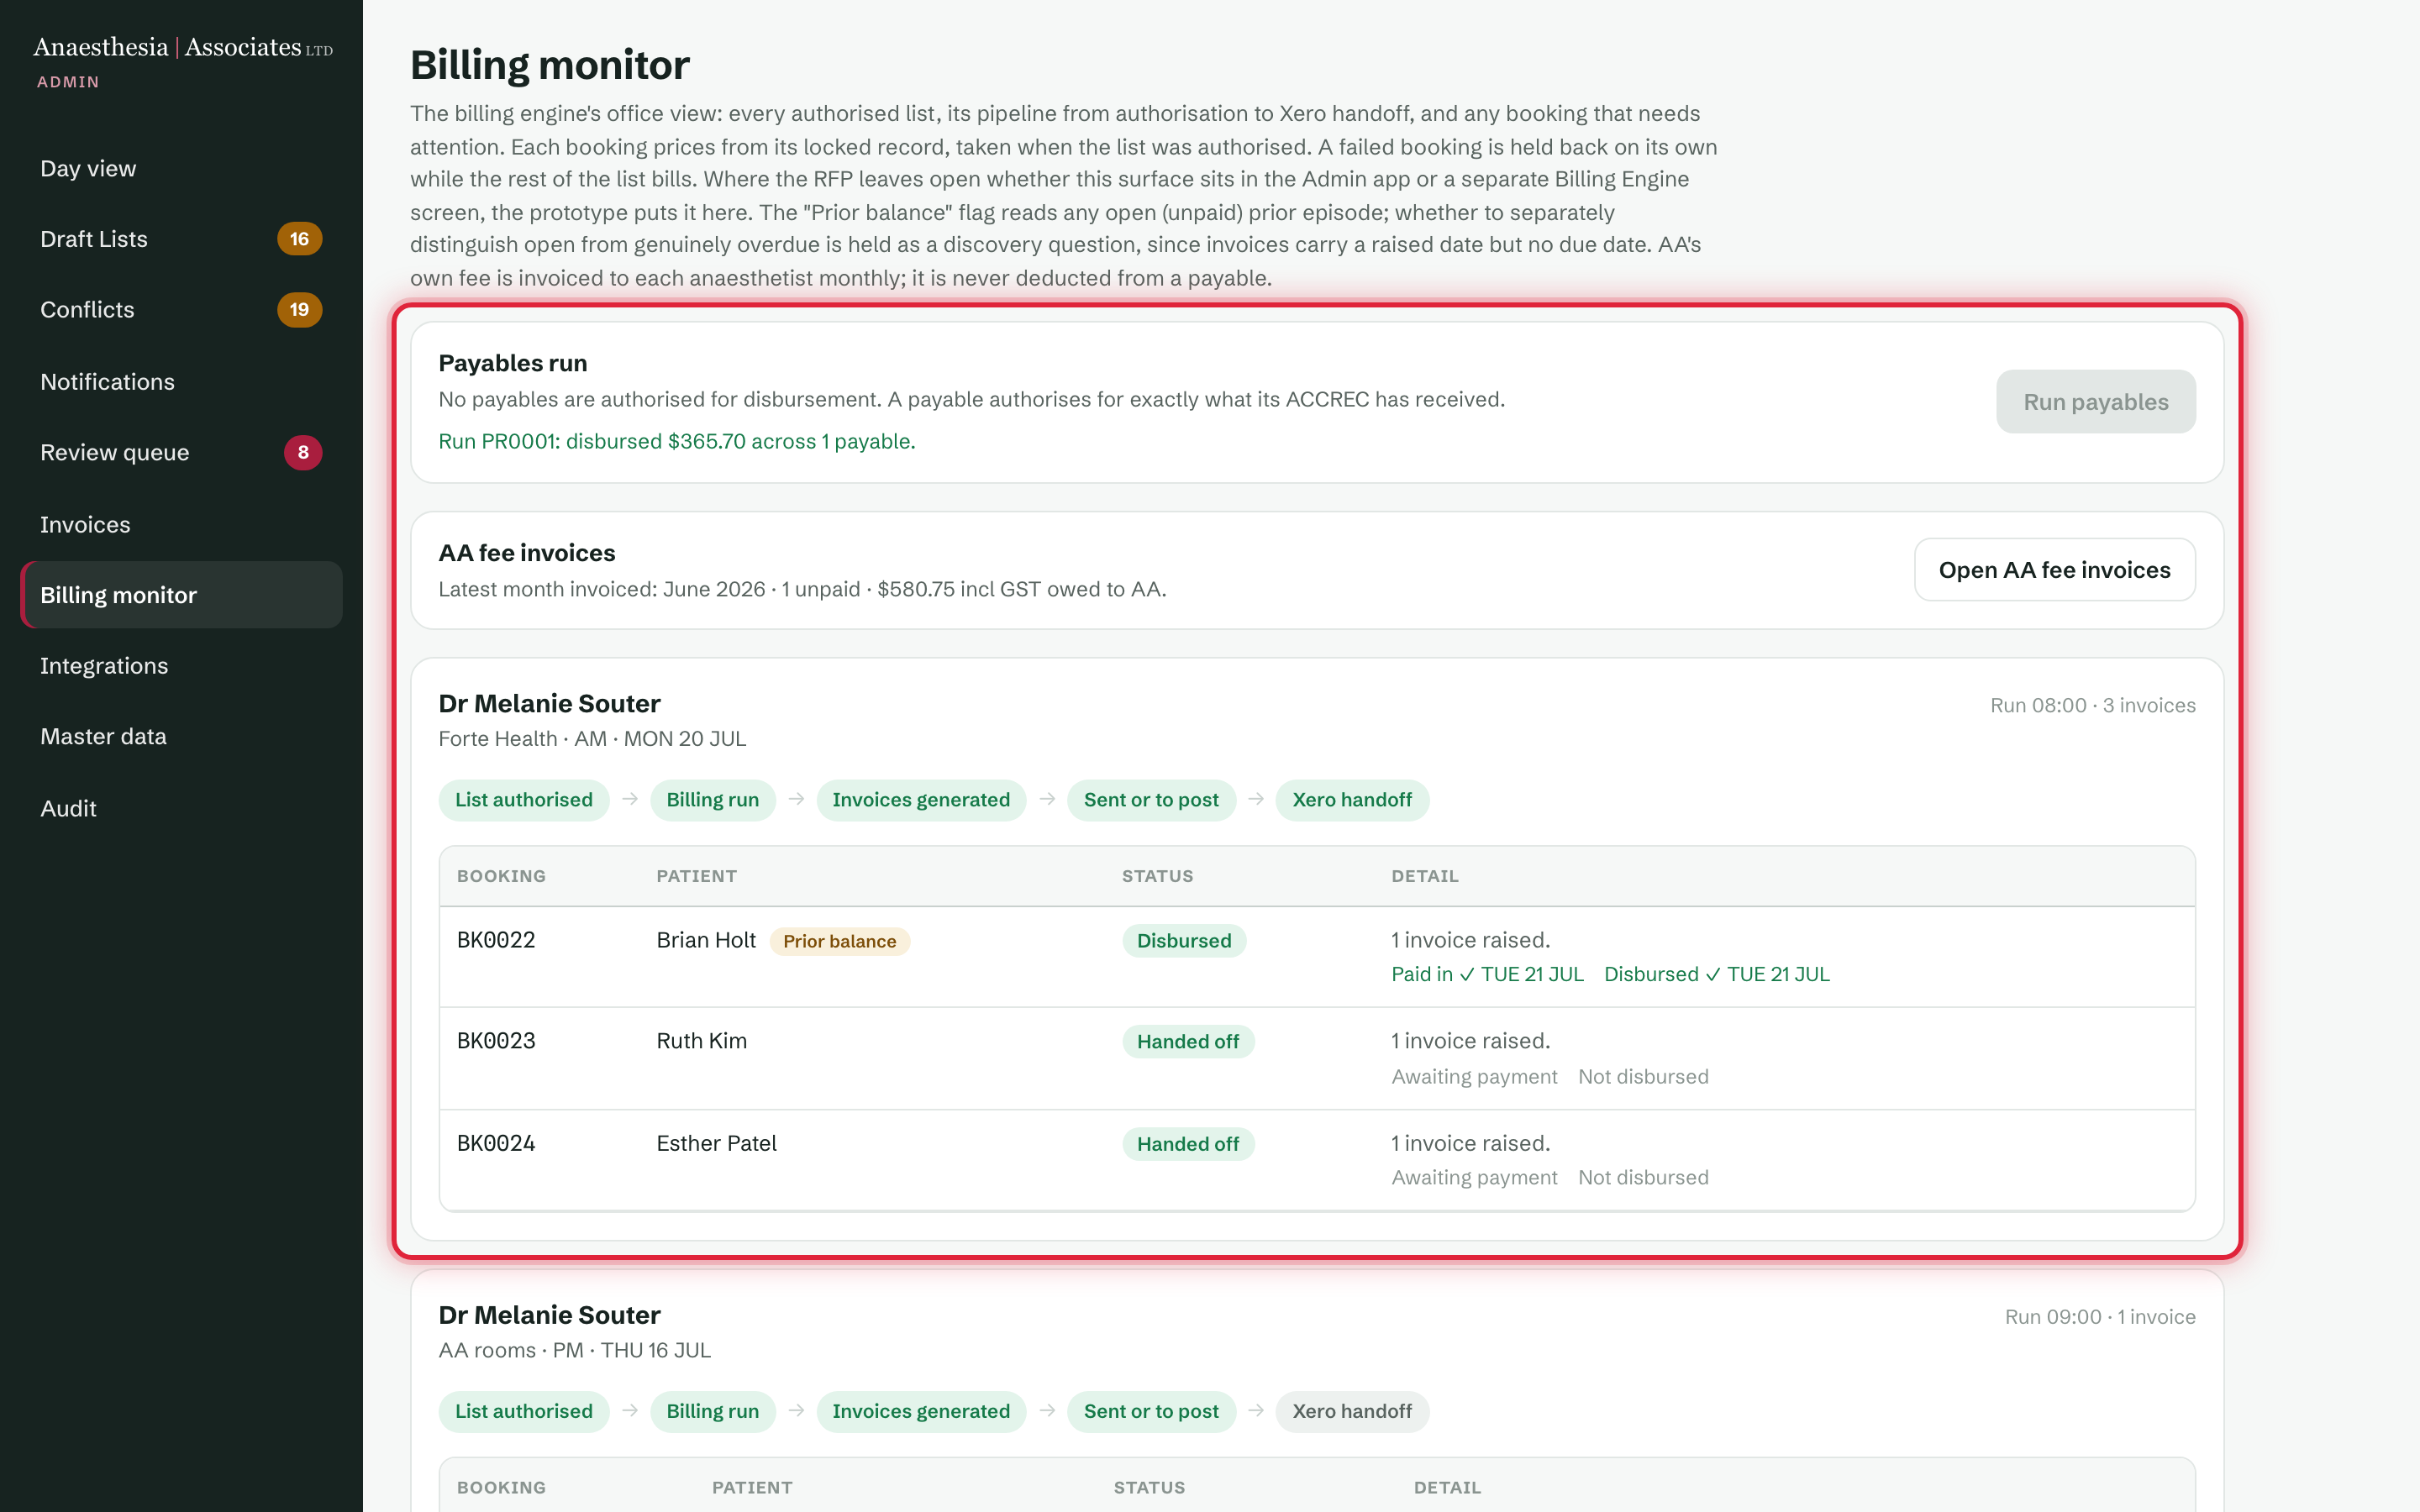 Anaesthesia | Associates LTD
ADMIN
Day view
Draft Lists 16
Conflicts 19
Notifications
Review queue 8
Invoices
Billing monitor
Integrations
Master data
Audit
Billing monitor
The billing engine's office view: every authorised list, its pipeline from authorisation to Xero handoff, and any booking that needs
attention. Each booking prices from its locked record, taken when the list was authorised. A failed booking is held back on its own
while the rest of the list bills. Where the RFP leaves open whether this surface sits in the Admin app or a separate Billing Engine
screen, the prototype puts it here. The "Prior balance" flag reads any open (unpaid) prior episode; whether to separately
distinguish open from genuinely overdue is held as a discovery question, since invoices carry a raised date but no due date. AA's
own fee is invoiced to each anaesthetist monthly; it is never deducted from a payable.
Payables run
No payables are authorised for disbursement. A payable authorises for exactly what its ACCREC has received.
Run PR0001: disbursed $365.70 across 1 payable.
Run payables
AA fee invoices
Latest month invoiced: June 2026 · 1 unpaid · $580.75 incl GST owed to AA.
Open AA fee invoices
Dr Melanie Souter
Run 08:00 · 3 invoices
Forte Health · AM · MON 20 JUL
List authorised → Billing run → Invoices generated → Sent or to post → Xero handoff
BOOKING PATIENT STATUS DETAIL
BK0022 Brian Holt Prior balance Disbursed 1 invoice raised.
Paid in ✓ TUE 21 JUL Disbursed ✓ TUE 21 JUL
BK0023 Ruth Kim Handed off 1 invoice raised.
Awaiting payment Not disbursed
BK0024 Esther Patel Handed off 1 invoice raised.
Awaiting payment Not disbursed
Dr Melanie Souter
Run 09:00 · 1 invoice
AA rooms · PM · THU 16 JUL
List authorised → Billing run → Invoices generated → Sent or to post → Xero handoff
BOOKING PATIENT STATUS DETAIL